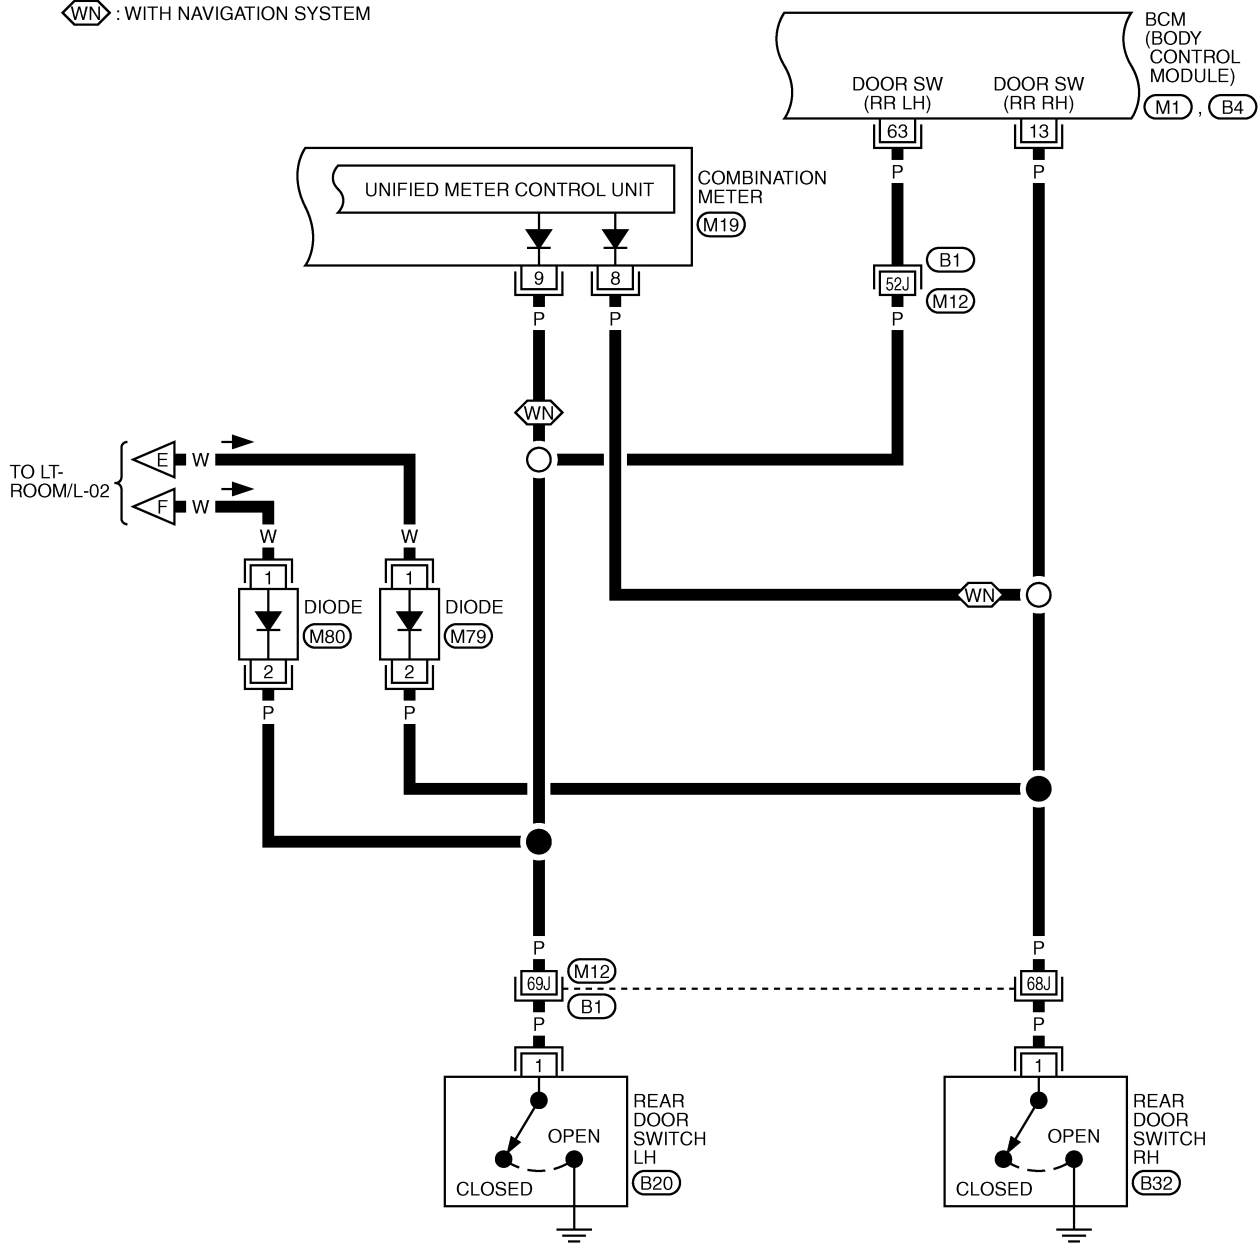 WN : WITH NAVIGATION SYSTEM
BCM
(BODY
CONTROL
MODULE)
M1 , B4
DOOR SW
(RR LH)
DOOR SW
(RR RH)
63
13
P
P
UNIFIED METER CONTROL UNIT
COMBINATION
METER
M19
9
8
P
P
B1
52J
M12
P
WN
TO LT-
ROOM/L-02
E W
F W
W
W
1
1
DIODE
M80
DIODE
M79
2
2
P
P
WN
P
P
69J
M12
B1
68J
P
P
1
1
OPEN
CLOSED
REAR
DOOR
SWITCH
LH
B20
OPEN
CLOSED
REAR
DOOR
SWITCH
RH
B32